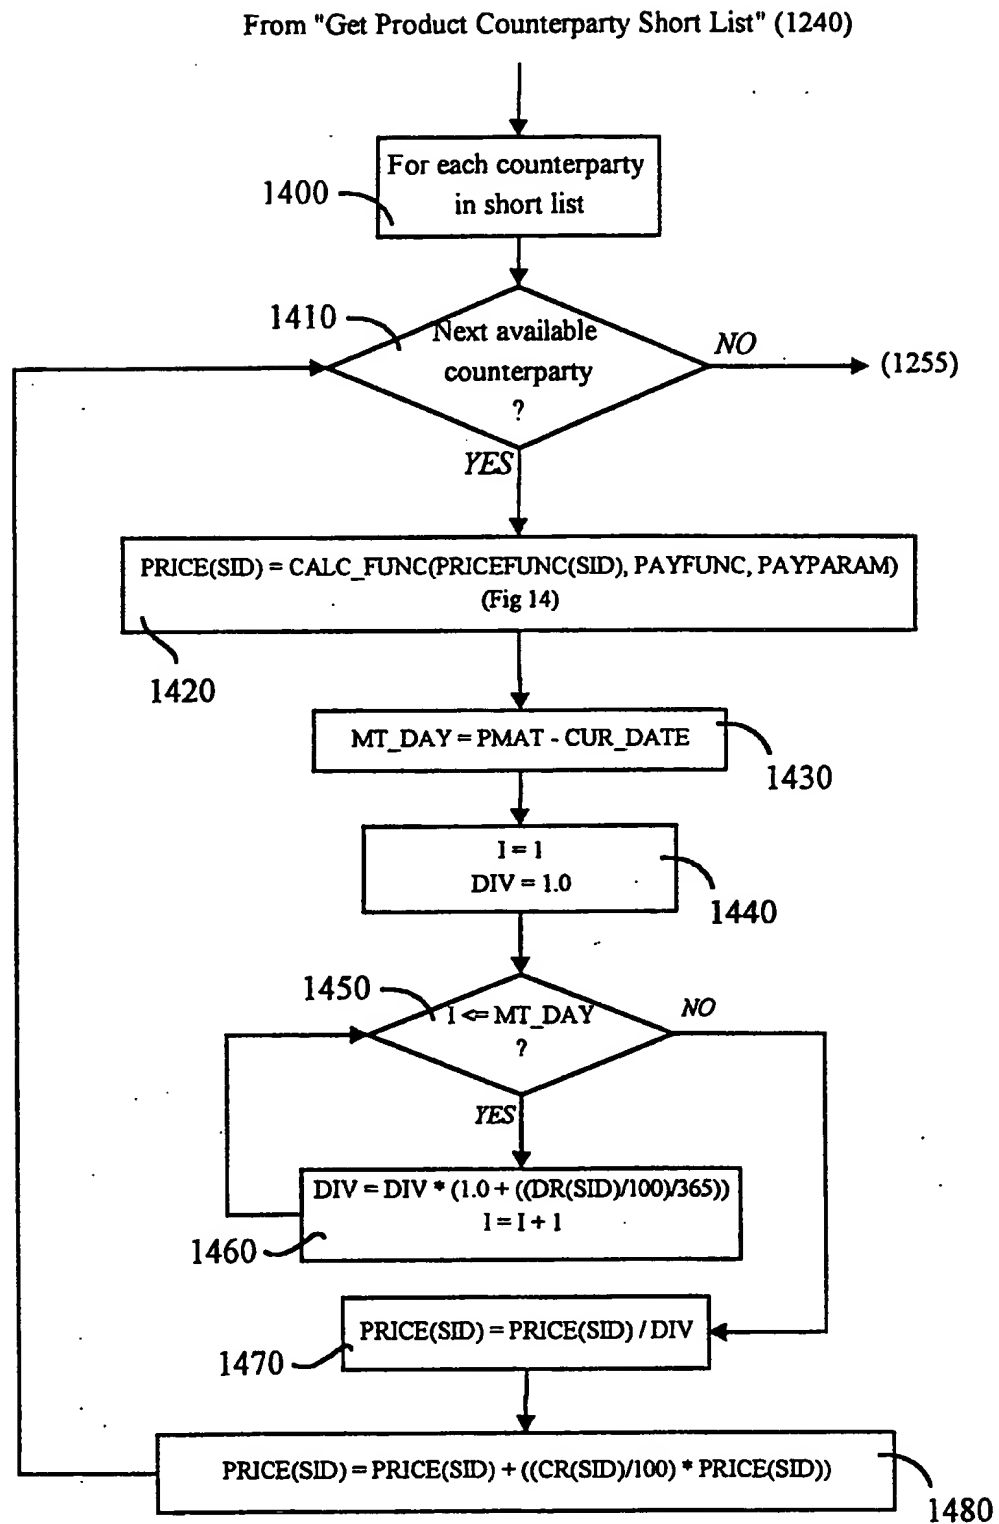 From "Get Product Counterparty Short List" (1240)
For each counterparty
in short list
1400
1410
Next available
counterparty
?
NO
(1255)
YES
PRICE(SID) = CALC_FUNC(PRICEFUNC(SID), PAYFUNC, PAYPARAM)
(Fig 14)
1420
MT_DAY = PMAT - CUR_DATE
1430
I = 1
DIV = 1.0
1440
1450
I <= MT_DAY
?
NO
YES
DIV = DIV * (1.0 + ((DR(SID)/100)/365))
I = I + 1
1460
PRICE(SID) = PRICE(SID) / DIV
1470
PRICE(SID) = PRICE(SID) + ((CR(SID)/100) * PRICE(SID))
1480